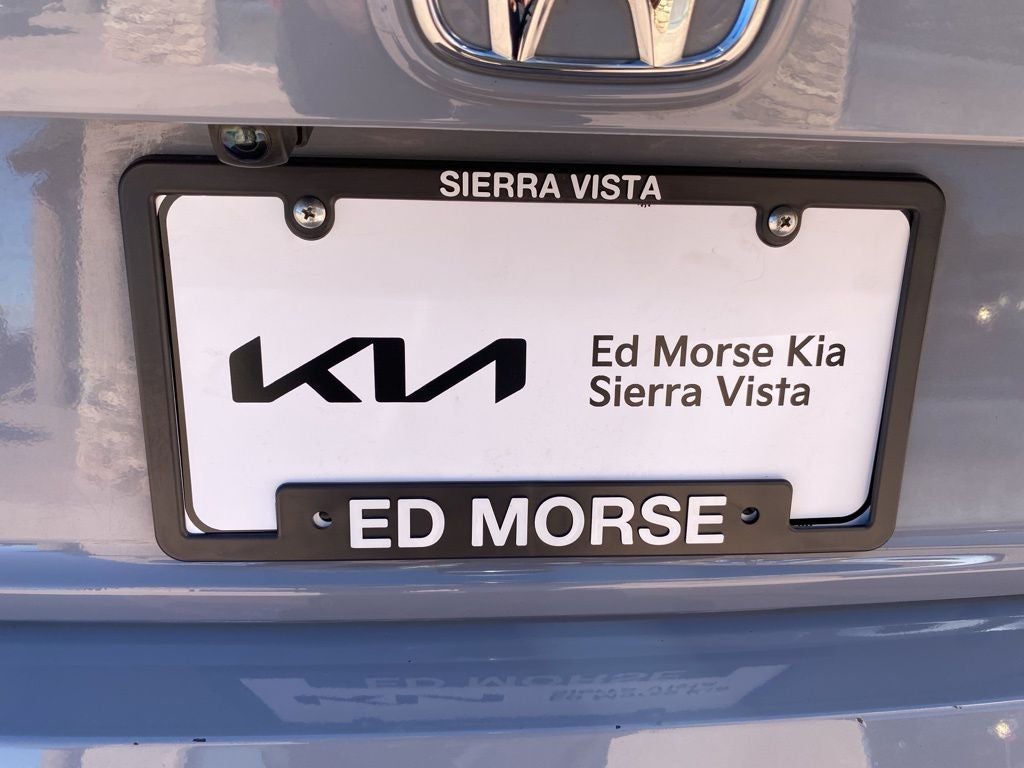 SIERRA VISTA
KIA
Ed Morse Kia
Sierra Vista
ED MORSE